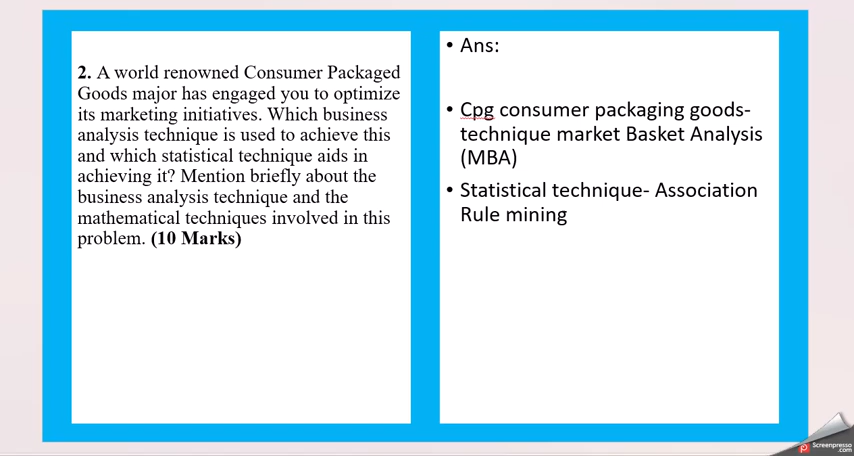 2. A world renowned Consumer Packaged
Goods major has engaged you to optimize
its marketing initiatives. Which business
analysis technique is used to achieve this
and which statistical technique aids in
achieving it? Mention briefly about the
business analysis technique and the
mathematical techniques involved in this
problem. (10 Marks)
• Ans:
• Cpg consumer packaging goods-
technique market Basket Analysis
(MBA)
• Statistical technique- Association
Rule mining
Screenpresso
.com